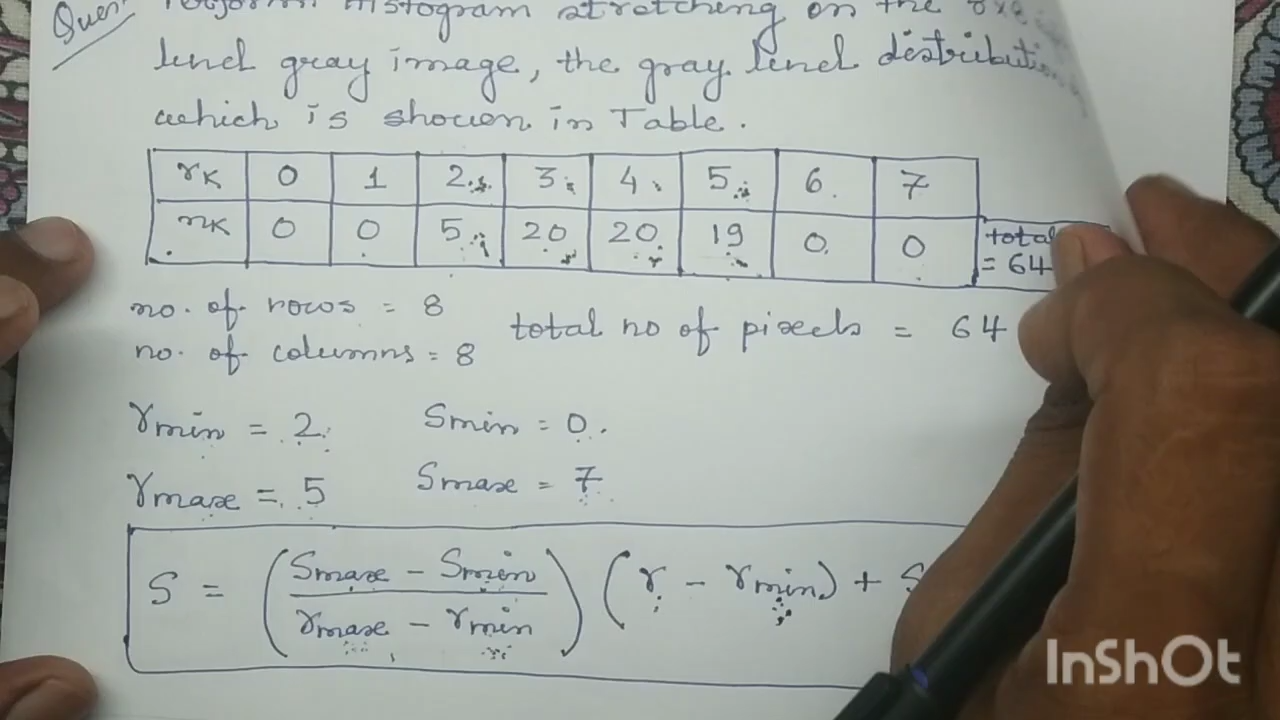 Ques Perform Histogram stretching on the
level gray image, the gray level distribution
which is shown in Table.
rK 0 1 2 3 4 5 6 7
nK 0 0 5 20 20 19 0 0 total = 64
no. of rows = 8
no. of columns = 8
total no of pixels = 64
rmin = 2 Smin = 0.
rmax = 5 Smax = 7
S = (Smax - Smin / rmax - rmin) (r - rmin) + S
InShOt